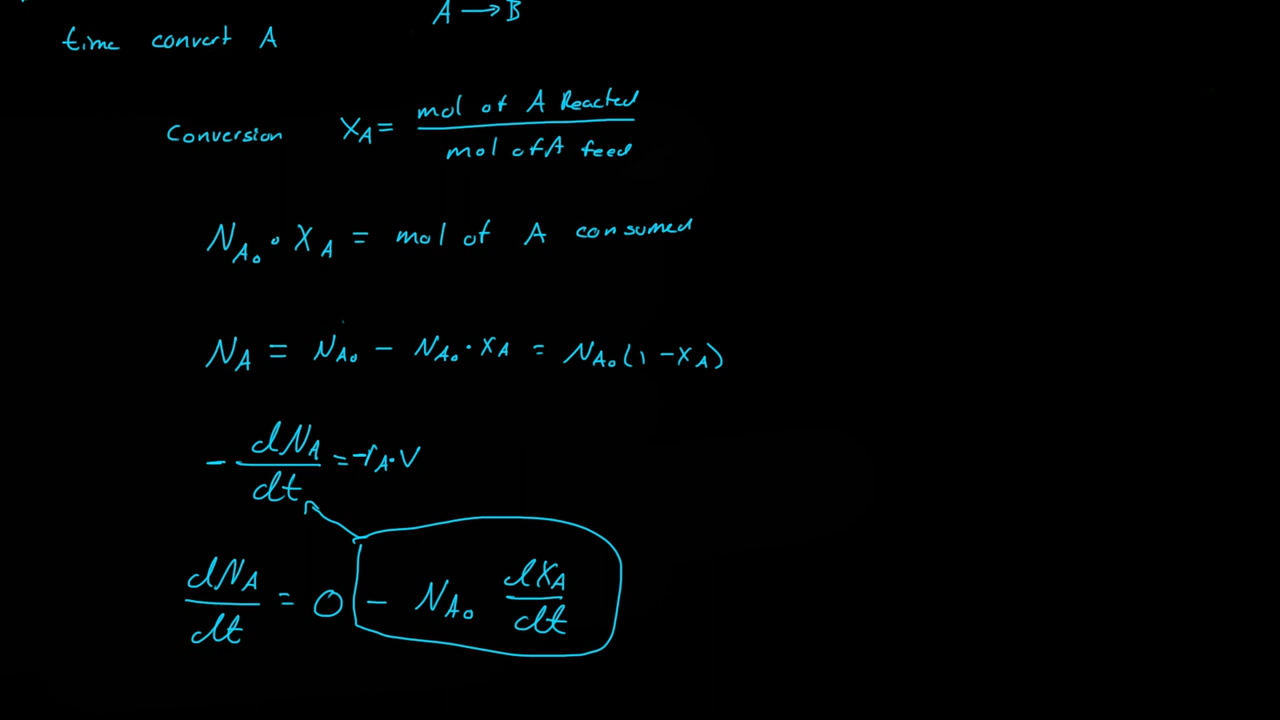 A → B
time convert A
Conversion X_A = mol of A Reacted / mol of A feed
N_A₀ · X_A = mol of A consumed
N_A = N_A₀ - N_A₀ · X_A = N_A₀ (1 - X_A)
- dN_A / dt = -r_A · V
dN_A / dt = 0 - N_A₀ dX_A / dt